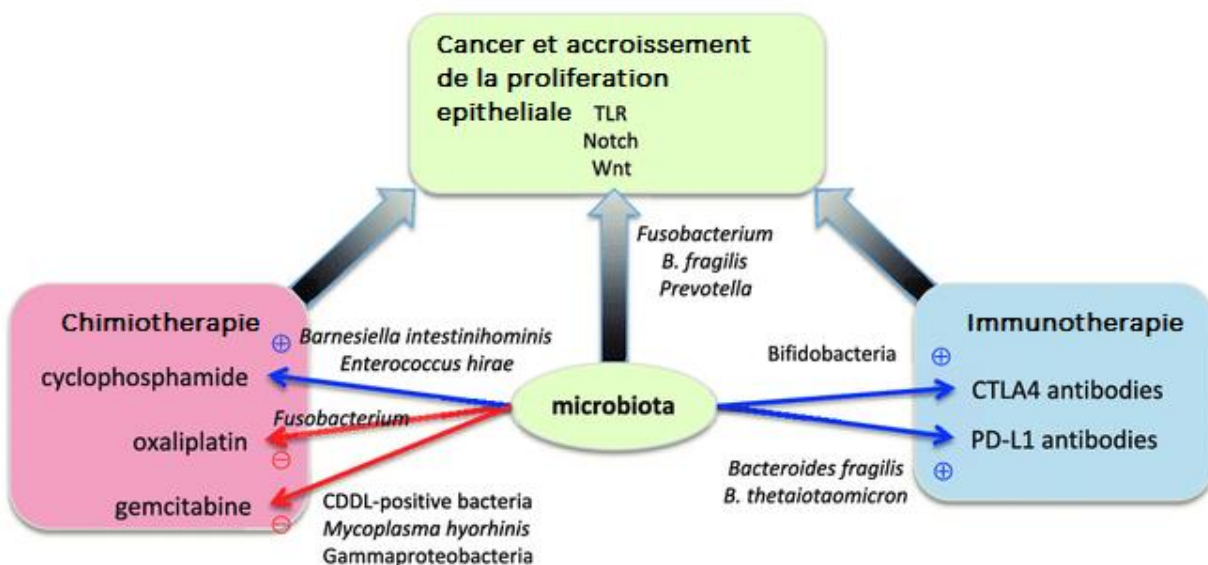 Cancer et accroissement
de la proliferation
epitheliale
TLR
Notch
Wnt
Fusobacterium
B. fragilis
Prevotella
Chimiotherapie
Barnesiella intestinihominis
Enterococcus hirae
cyclophosphamide
Fusobacterium
oxaliplatin
gemcitabine
CDDL-positive bacteria
Mycoplasma hyorhinis
Gammaproteobacteria
microbiota
Immunotherapie
Bifidobacteria
CTLA4 antibodies
PD-L1 antibodies
Bacteroides fragilis
B. thetaiotaomicron